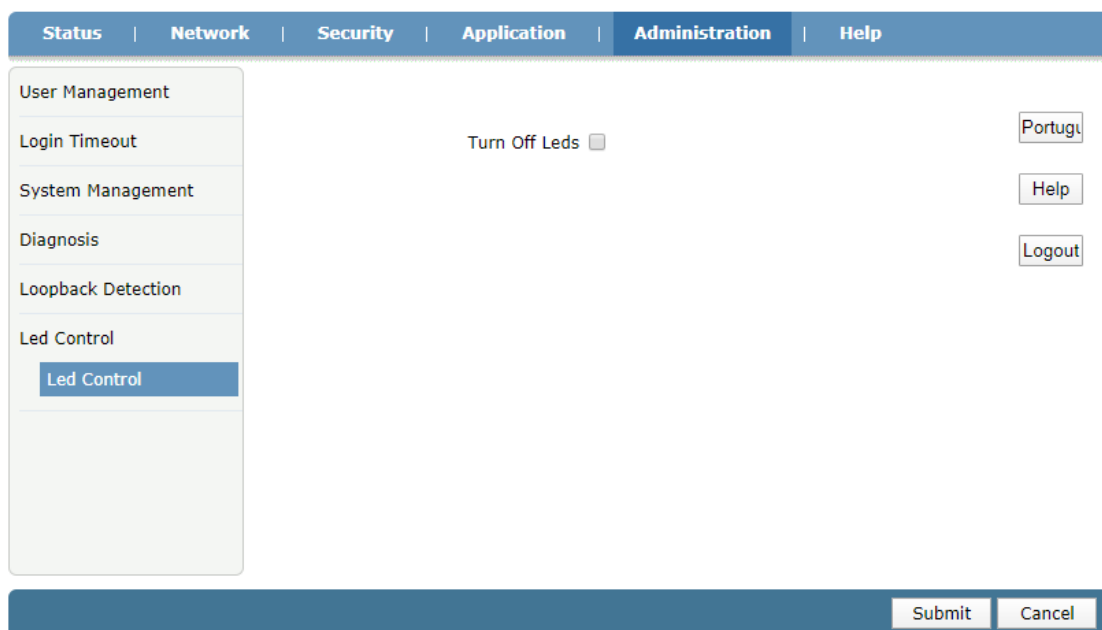 Status | Network | Security | Application | Administration | Help
User Management
Login Timeout
System Management
Diagnosis
Loopback Detection
Led Control
Led Control
Turn Off Leds
Portugu
Help
Logout
Submit Cancel